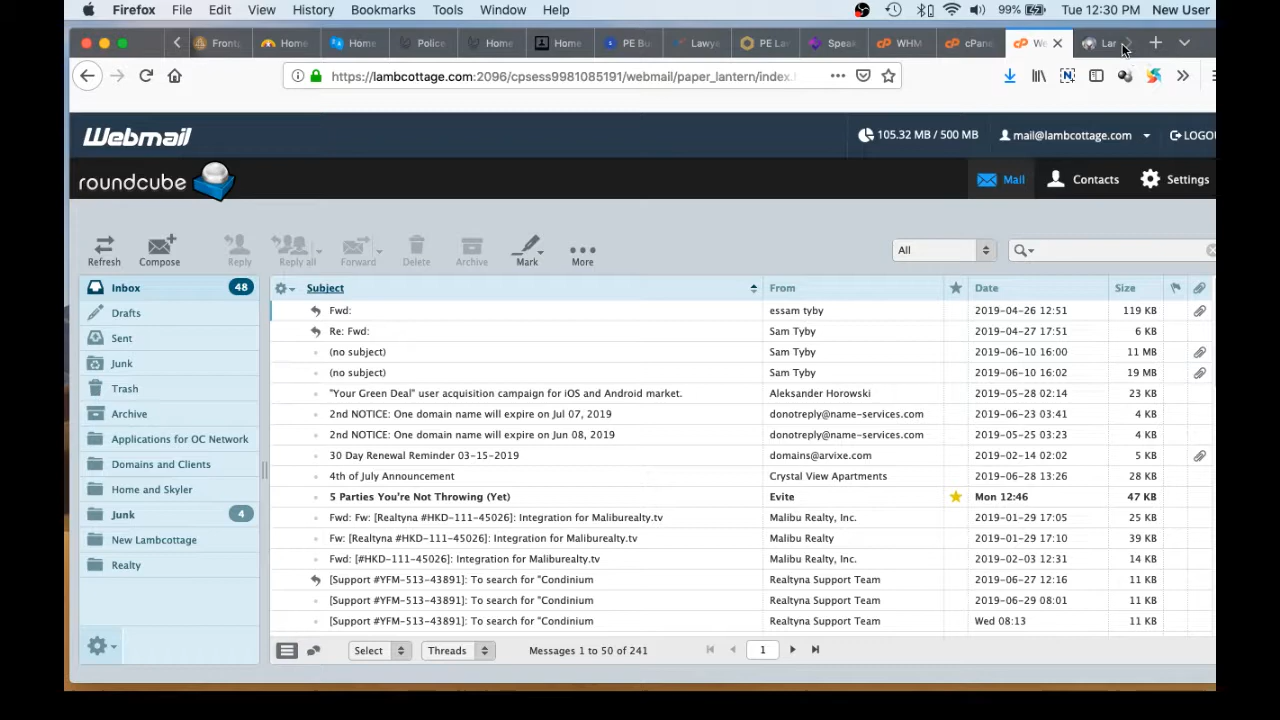 Firefox File Edit View History Bookmarks Tools Window Help 99% Tue 12:30 PM New User
Front Home Home Police Home Home PE Bu Lawye PE La Speak WHM cPane We Lar
https://lambcottage.com:2096/cpsess9981085191/webmail/paper_lantern/index.
Webmail 105.32 MB / 500 MB mail@lambcottage.com LOGOU
roundcube Mail Contacts Settings
Refresh Compose Reply Reply all Forward Delete Archive Mark More All
Inbox 48 Subject From Date Size
Drafts
Sent
Junk
Trash
Archive
Applications for OC Network
Domains and Clients
Home and Skyler
Junk 4
New Lambcottage
Realty
Fwd: essam tyby 2019-04-26 12:51 119 KB
Re: Fwd: Sam Tyby 2019-04-27 17:51 6 KB
(no subject) Sam Tyby 2019-06-10 16:00 11 MB
(no subject) Sam Tyby 2019-06-10 16:02 19 MB
"Your Green Deal" user acquisition campaign for iOS and Android market. Aleksander Horowski 2019-05-28 02:14 23 KB
2nd NOTICE: One domain name will expire on Jul 07, 2019 donotreply@name-services.com 2019-06-23 03:41 4 KB
2nd NOTICE: One domain name will expire on Jun 08, 2019 donotreply@name-services.com 2019-05-25 03:23 4 KB
30 Day Renewal Reminder 03-15-2019 domains@arvixe.com 2019-02-14 02:02 5 KB
4th of July Announcement Crystal View Apartments 2019-06-28 13:26 28 KB
5 Parties You're Not Throwing (Yet) Evite Mon 12:46 47 KB
Fwd: Fw: [Realtyna #HKD-111-45026]: Integration for Maliburealty.tv Malibu Realty, Inc. 2019-01-29 17:05 25 KB
Fw: [Realtyna #HKD-111-45026]: Integration for Maliburealty.tv Malibu Realty 2019-01-29 17:10 39 KB
Fwd: [#HKD-111-45026]: Integration for Maliburealty.tv Malibu Realty, Inc. 2019-02-03 12:31 14 KB
[Support #YFM-513-43891]: To search for "Condinium Realtyna Support Team 2019-06-27 12:16 11 KB
[Support #YFM-513-43891]: To search for "Condinium Realtyna Support Team 2019-06-29 08:01 11 KB
[Support #YFM-513-43891]: To search for "Condinium Realtyna Support Team Wed 08:13 11 KB
Select Threads Messages 1 to 50 of 241 1